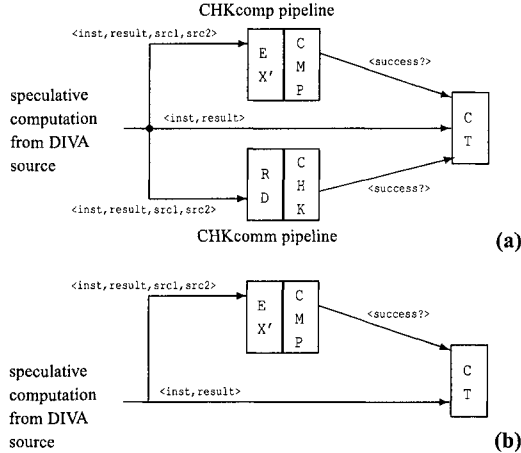 CHKcomp pipeline
<inst,result,src1,src2>
E C
X' M
P
<success?>
speculative
computation
from DIVA
source
<inst,result>
C
T
R C
D H
K
<success?>
<inst,result,src1,src2>
CHKcomm pipeline
(a)
<inst,result,src1,src2>
E C
X' M
P
<success?>
speculative
computation
from DIVA
source
<inst,result>
C
T
(b)